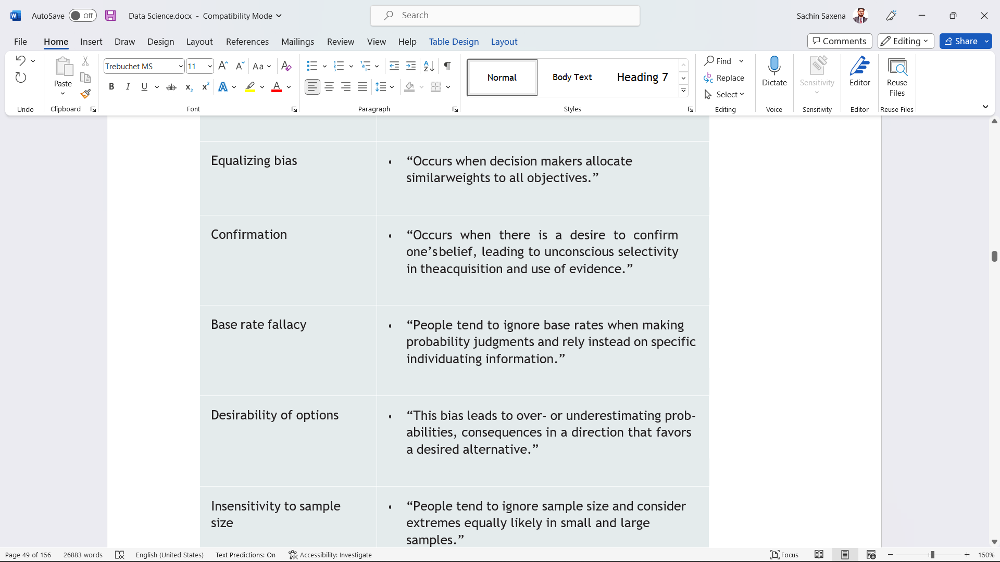 AutoSave Off Data Science.docx - Compatibility Mode Search Sachin Saxena
File Home Insert Draw Design Layout References Mailings Review View Help Table Design Layout Comments Editing Share
Paste
Undo
Clipboard
Trebuchet MS 11
Aa
B I U ab x₂ x² A A
Font
Paragraph
Normal
Body Text
Heading 7
Styles
Find
Replace
Select
Editing
Dictate
Voice
Sensitivity
Sensitivity
Editor
Editor
Reuse
Files
Reuse Files
Equalizing bias
• “Occurs when decision makers allocate
similarweights to all objectives.”
Confirmation
• “Occurs when there is a desire to confirm
one’sbelief, leading to unconscious selectivity
in theacquisition and use of evidence.”
Base rate fallacy
• “People tend to ignore base rates when making
probability judgments and rely instead on specific
individuating information.”
Desirability of options
• “This bias leads to over- or underestimating prob-
abilities, consequences in a direction that favors
a desired alternative.”
Insensitivity to sample
size
• “People tend to ignore sample size and consider
extremes equally likely in small and large
samples.”
Page 49 of 156 26883 words English (United States) Text Predictions: On Accessibility: Investigate Focus 150%